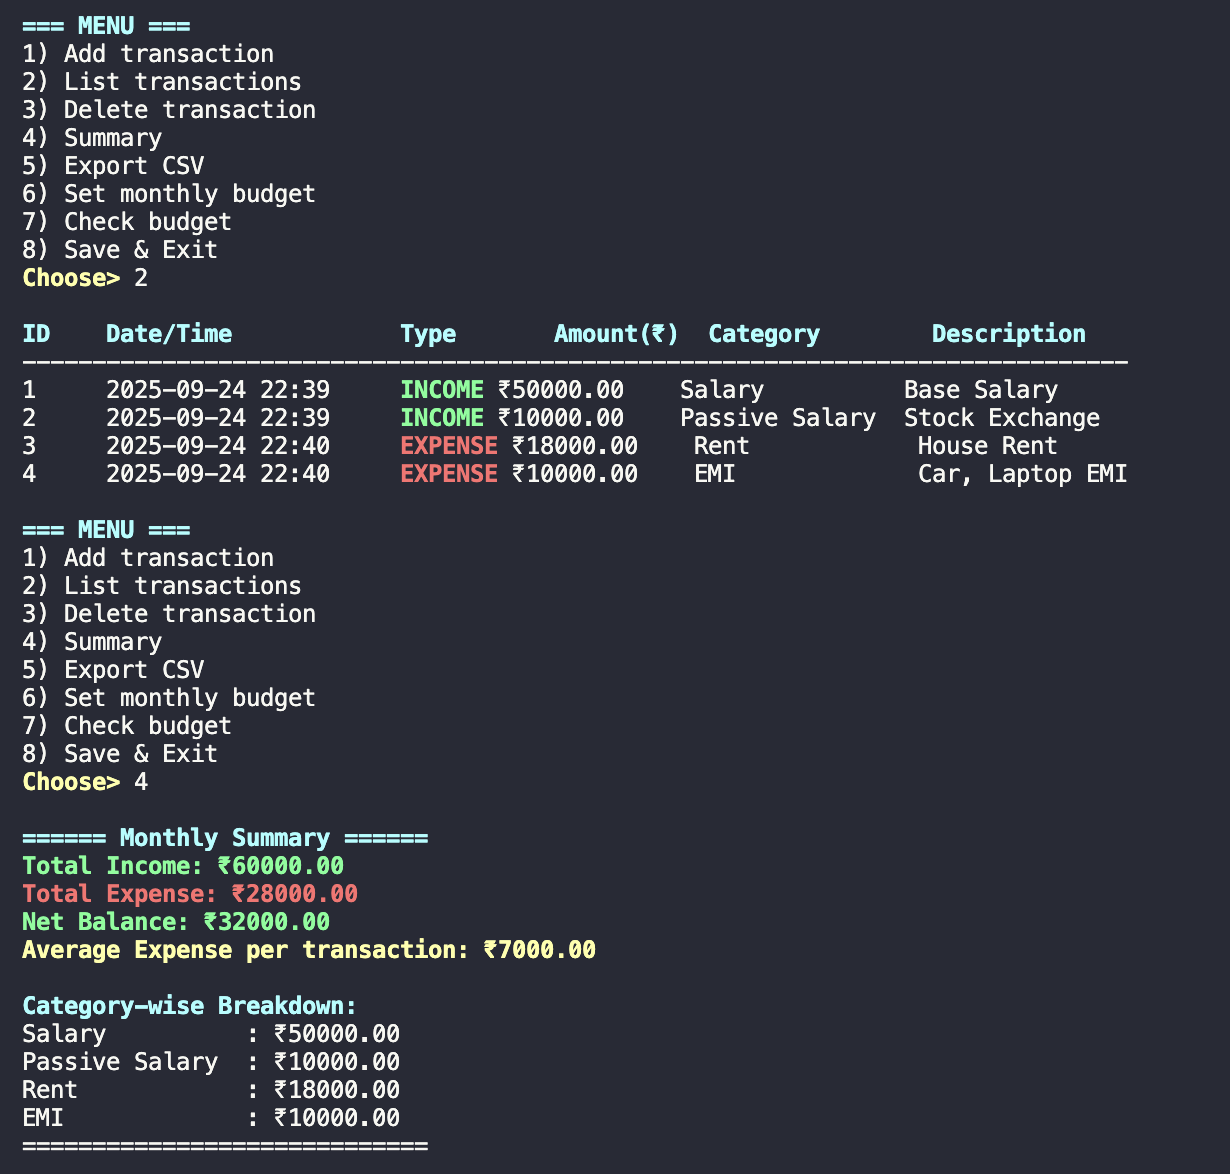 === MENU ===
1) Add transaction
2) List transactions
3) Delete transaction
4) Summary
5) Export CSV
6) Set monthly budget
7) Check budget
8) Save & Exit
Choose> 2
ID    Date/Time            Type       Amount(₹)  Category        Description
-------------------------------------------------------------------------------
1     2025-09-24 22:39     INCOME ₹50000.00    Salary          Base Salary
2     2025-09-24 22:39     INCOME ₹10000.00    Passive Salary  Stock Exchange
3     2025-09-24 22:40     EXPENSE ₹18000.00    Rent            House Rent
4     2025-09-24 22:40     EXPENSE ₹10000.00    EMI             Car, Laptop EMI
=== MENU ===
1) Add transaction
2) List transactions
3) Delete transaction
4) Summary
5) Export CSV
6) Set monthly budget
7) Check budget
8) Save & Exit
Choose> 4
====== Monthly Summary ======
Total Income: ₹60000.00
Total Expense: ₹28000.00
Net Balance: ₹32000.00
Average Expense per transaction: ₹7000.00
Category-wise Breakdown:
Salary          : ₹50000.00
Passive Salary  : ₹10000.00
Rent            : ₹18000.00
EMI             : ₹10000.00
=============================